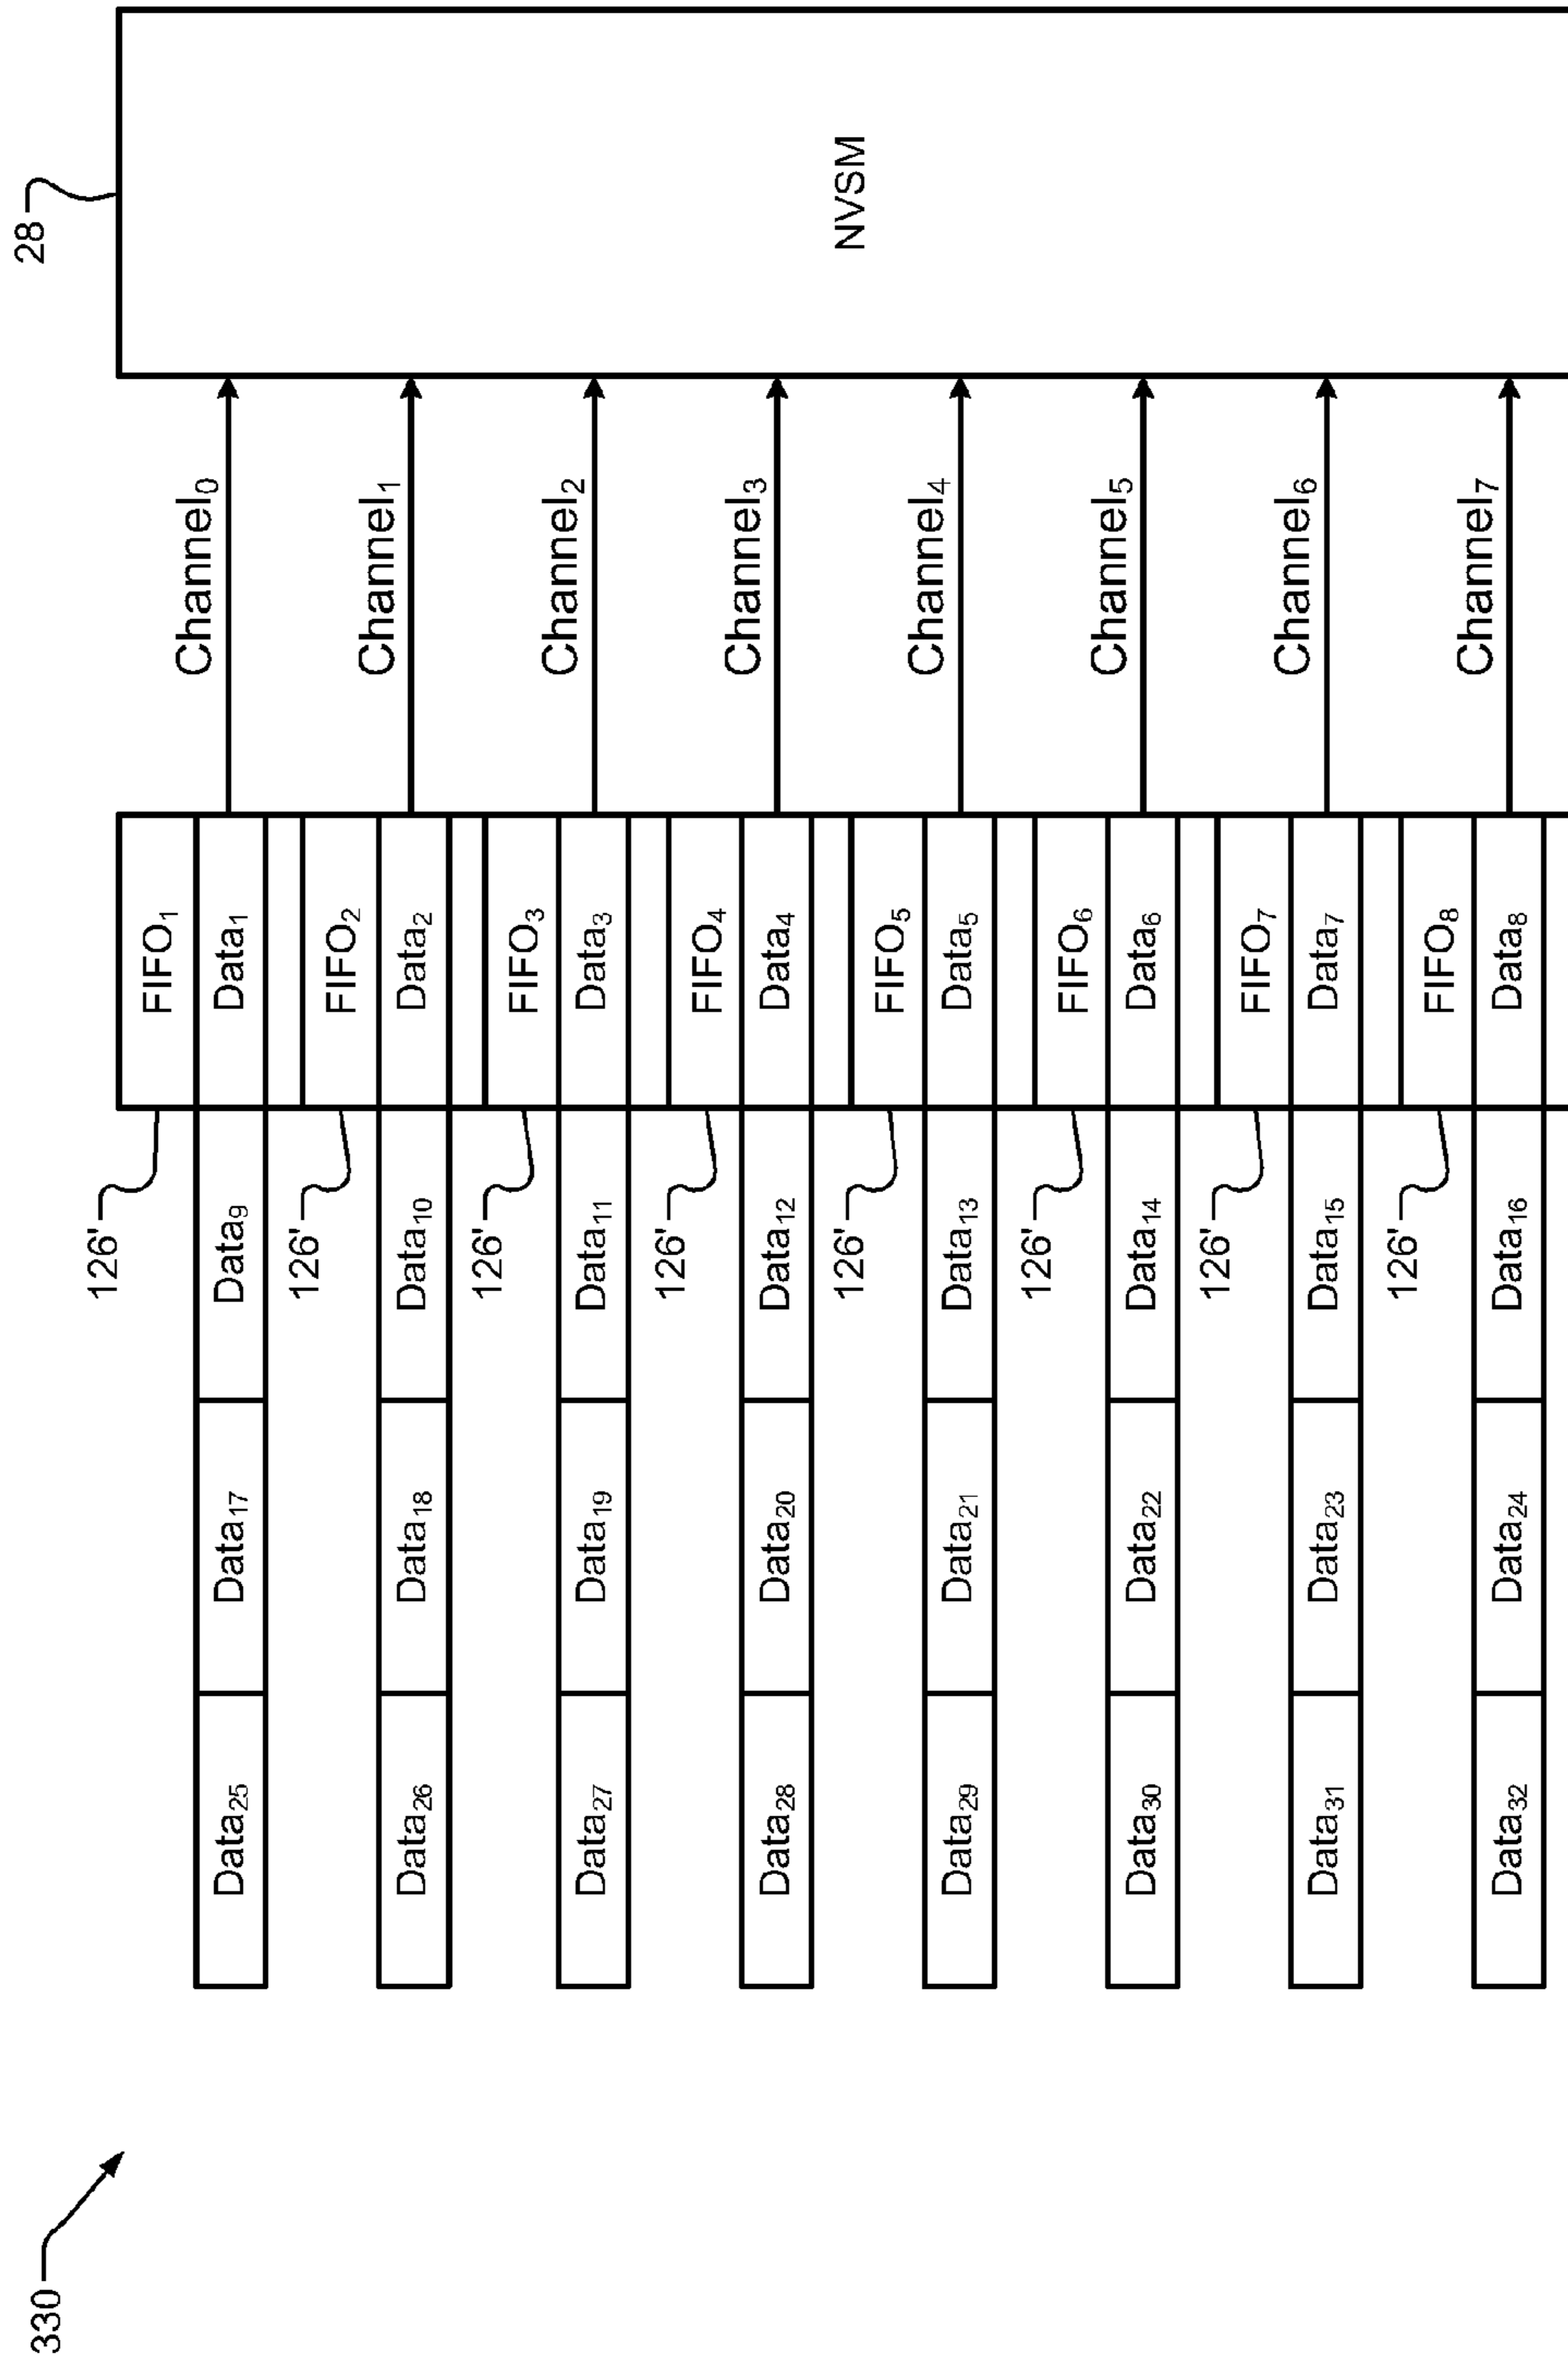 330
28
126'
FIFO₁
Data₂₅ Data₁₇ Data₉ Data₁
Channel₀
126'
FIFO₂
Data₂₆ Data₁₈ Data₁₀ Data₂
Channel₁
126'
FIFO₃
Data₂₇ Data₁₉ Data₁₁ Data₃
Channel₂
126'
FIFO₄
Data₂₈ Data₂₀ Data₁₂ Data₄
Channel₃
126'
FIFO₅
Data₂₉ Data₂₁ Data₁₃ Data₅
Channel₄
126'
FIFO₆
Data₃₀ Data₂₂ Data₁₄ Data₆
Channel₅
126'
FIFO₇
Data₃₁ Data₂₃ Data₁₅ Data₇
Channel₆
126'
FIFO₈
Data₃₂ Data₂₄ Data₁₆ Data₈
Channel₇
NVSM